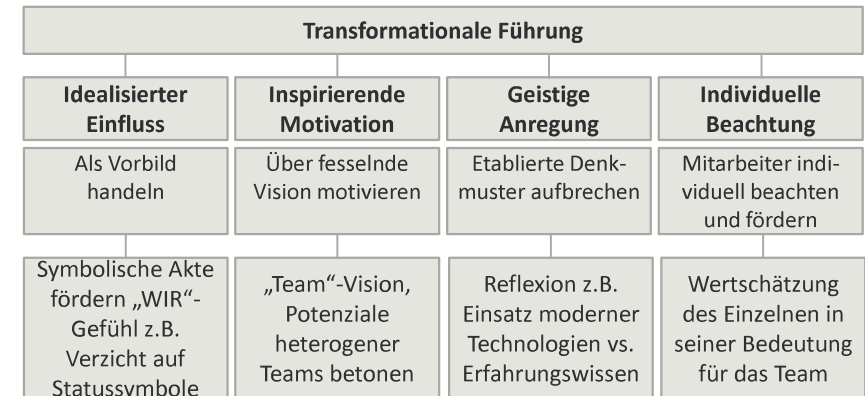 Transformationale Führung
Idealisierter
Einfluss
Inspirierende
Motivation
Geistige
Anregung
Individuelle
Beachtung
Als Vorbild
handeln
Über fesselnde
Vision motivieren
Etablierte Denk-
muster aufbrechen
Mitarbeiter indi-
viduell beachten
und fördern
Symbolische Akte
fördern „WIR“-
Gefühl z.B.
Verzicht auf
Statussymbole
„Team“-Vision,
Potenziale
heterogener
Teams betonen
Reflexion z.B.
Einsatz moderner
Technologien vs.
Erfahrungswissen
Wertschätzung
des Einzelnen in
seiner Bedeutung
für das Team